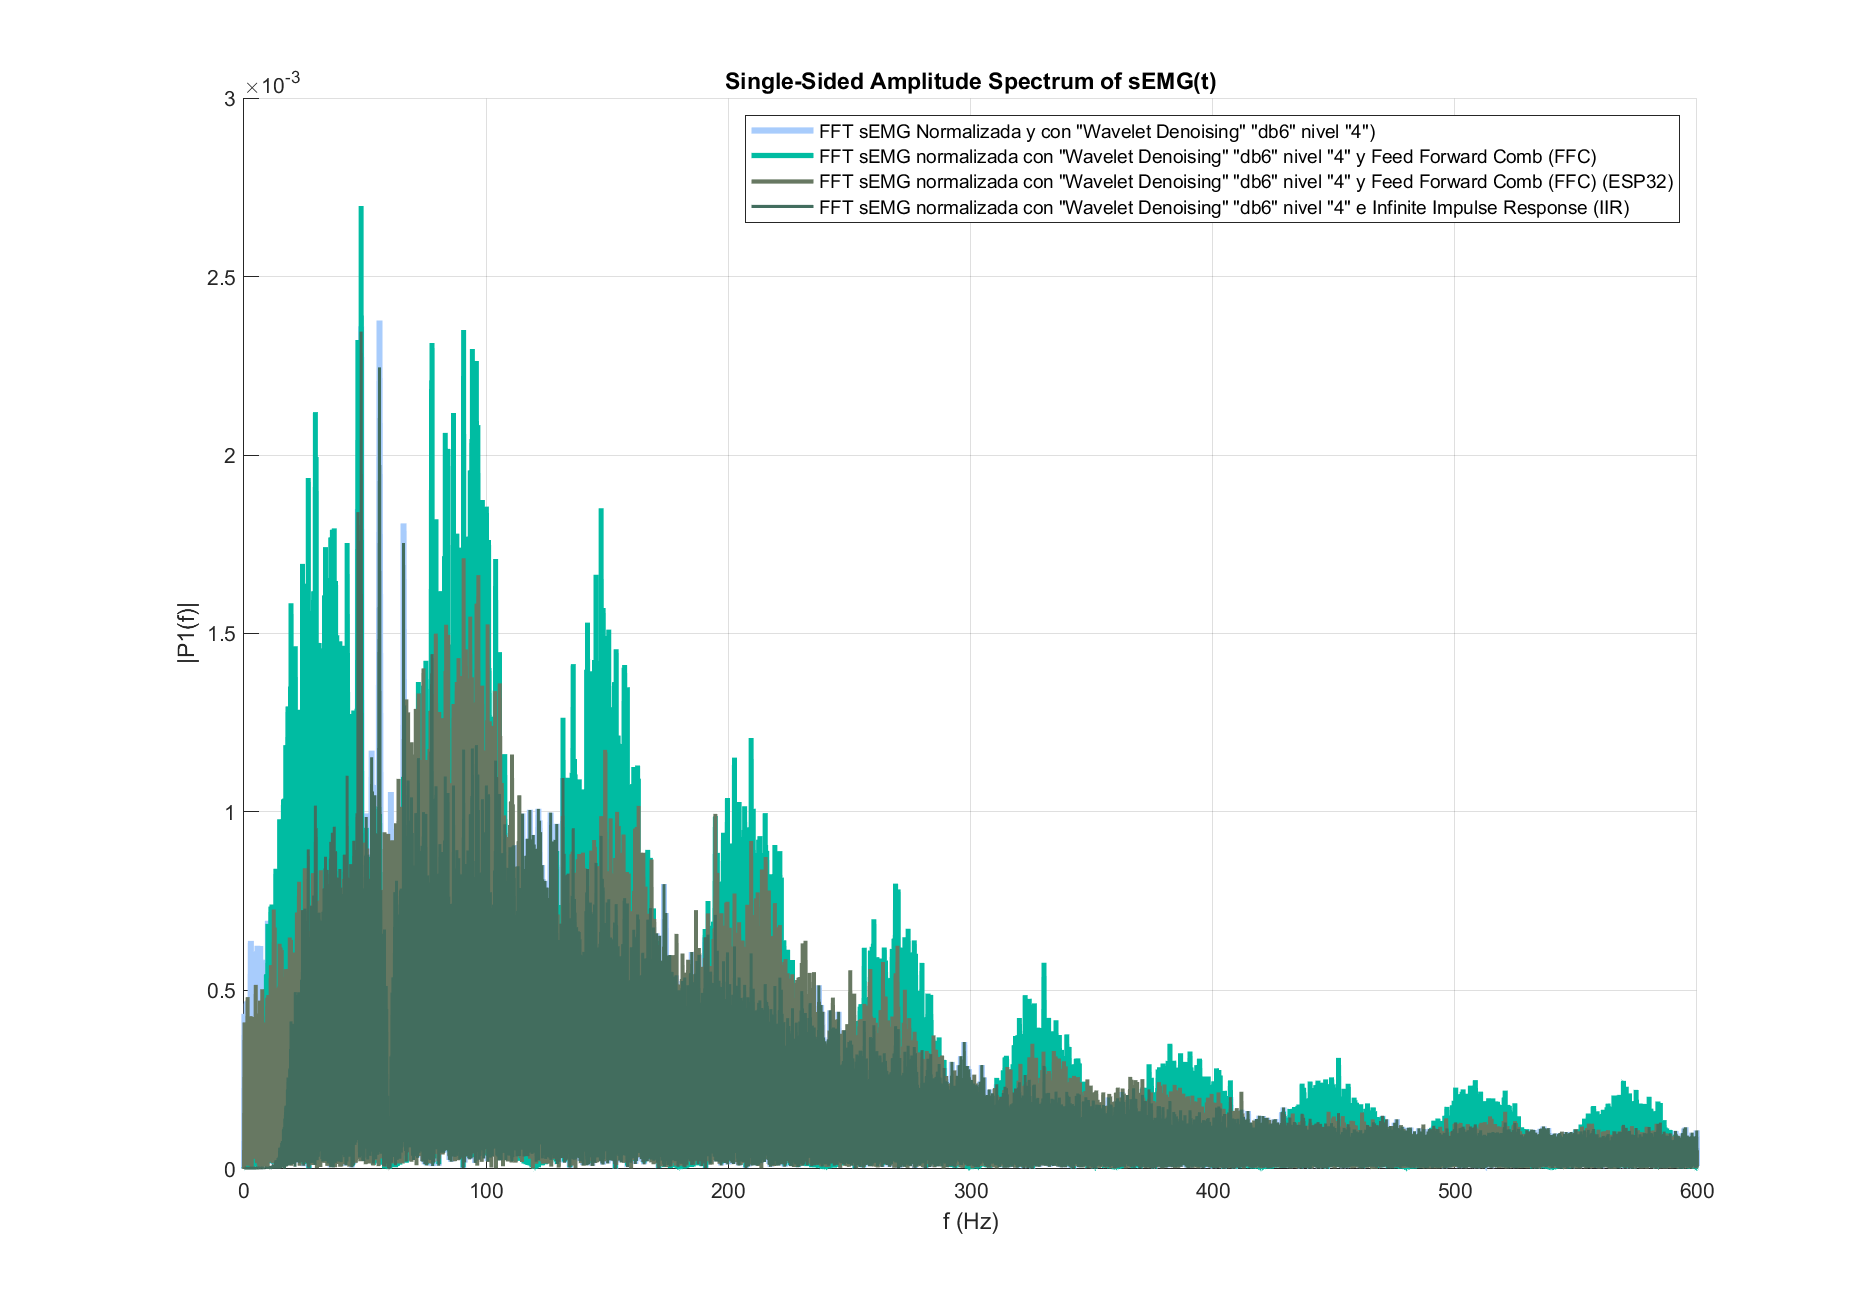 Single-Sided Amplitude Spectrum of sEMG(t)
×10-3
FFT sEMG Normalizada y con "Wavelet Denoising" "db6" nivel "4")
FFT sEMG normalizada con "Wavelet Denoising" "db6" nivel "4" y Feed Forward Comb (FFC)
FFT sEMG normalizada con "Wavelet Denoising" "db6" nivel "4" y Feed Forward Comb (FFC) (ESP32)
FFT sEMG normalizada con "Wavelet Denoising" "db6" nivel "4" e Infinite Impulse Response (IIR)
3
2.5
2
1.5
1
0.5
0
|P1(f)|
0 100 200 300 400 500 600
f (Hz)